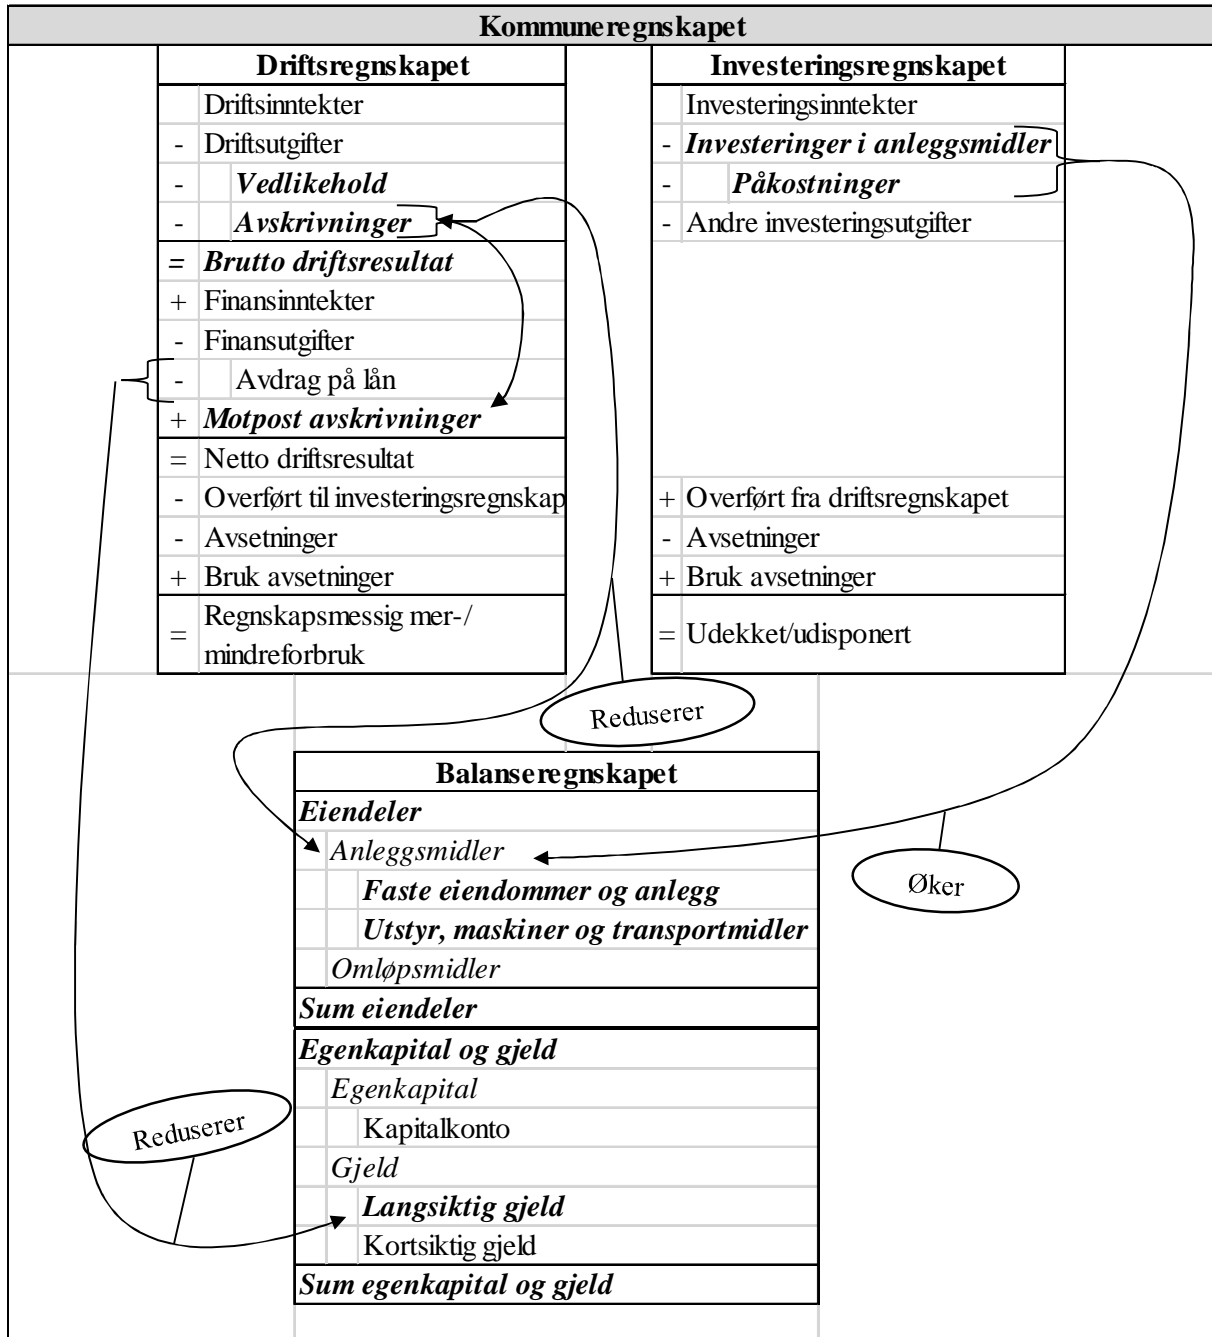 Kommuneregnskapet
Driftsregnskapet
Driftsinntekter
- Driftsutgifter
- Vedlikehold
- Avskrivninger
= Brutto driftsresultat
+ Finansinntekter
- Finansutgifter
- Avdrag på lån
+ Motpost avskrivninger
= Netto driftsresultat
- Overført til investeringsregnskap
- Avsetninger
+ Bruk avsetninger
= Regnskapsmessig mer-/
mindreforbruk
Investeringsregnskapet
Investeringsinntekter
- Investeringer i anleggsmidler
- Påkostninger
- Andre investeringsutgifter
+ Overført fra driftsregnskapet
- Avsetninger
+ Bruk avsetninger
= Udekket/udisponert
Reduserer
Balanseregnskapet
Eiendeler
Anleggsmidler
Faste eiendommer og anlegg
Utstyr, maskiner og transportmidler
Omløpsmidler
Sum eiendeler
Egenkapital og gjeld
Egenkapital
Kapitalkonto
Gjeld
Langsiktig gjeld
Kortsiktig gjeld
Sum egenkapital og gjeld
Øker
Reduserer